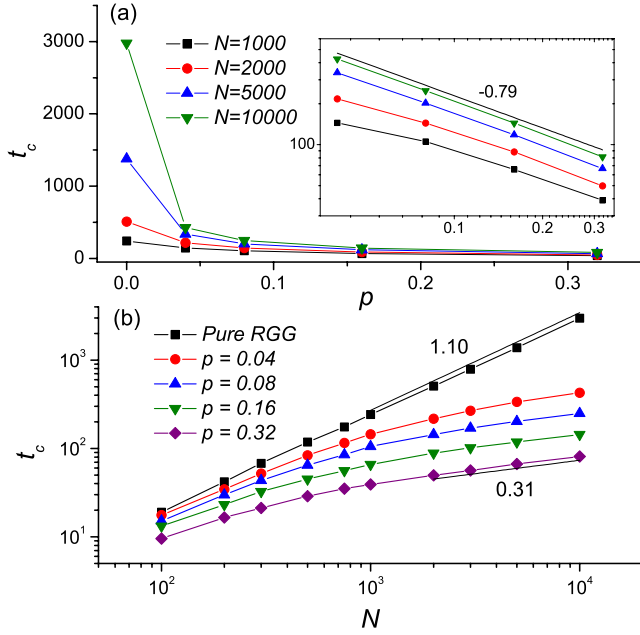 (a)
N=1000
N=2000
N=5000
N=10000
3000
2000
1000
0
t_c
0.0 0.1 0.2 0.3
p
100
-0.79
0.1 0.2 0.3
(b)
Pure RGG
p = 0.04
p = 0.08
p = 0.16
p = 0.32
1.10
0.31
10^3
10^2
10^1
t_c
10^2 10^3 10^4
N